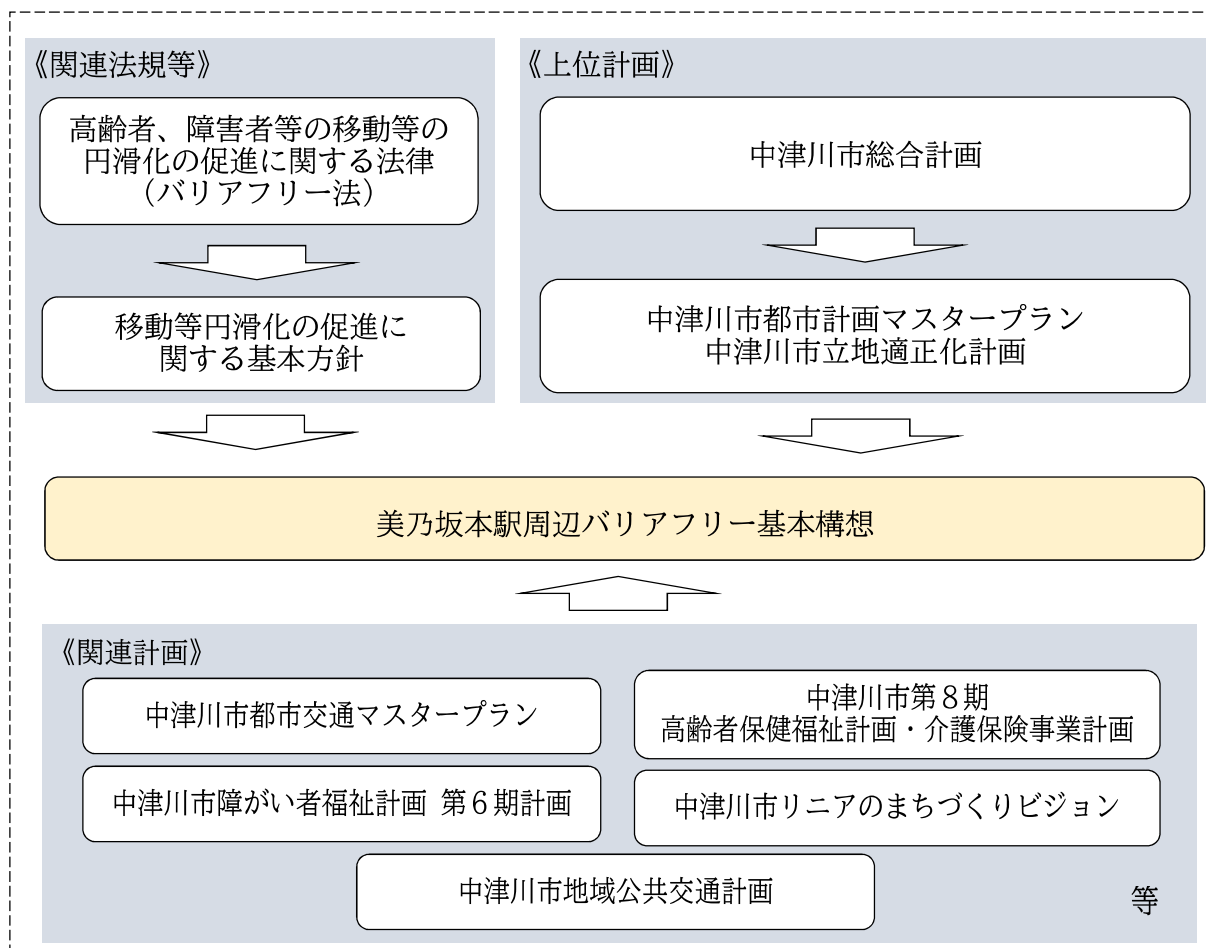 《関連法規等》
高齢者、障害者等の移動等の
円滑化の促進に関する法律
（バリアフリー法）
移動等円滑化の促進に
関する基本方針
《上位計画》
中津川市総合計画
中津川市都市計画マスタープラン
中津川市立地適正化計画
美乃坂本駅周辺バリアフリー基本構想
《関連計画》
中津川市都市交通マスタープラン
中津川市第８期
高齢者保健福祉計画・介護保険事業計画
中津川市障がい者福祉計画 第６期計画
中津川市リニアのまちづくりビジョン
中津川市地域公共交通計画
等